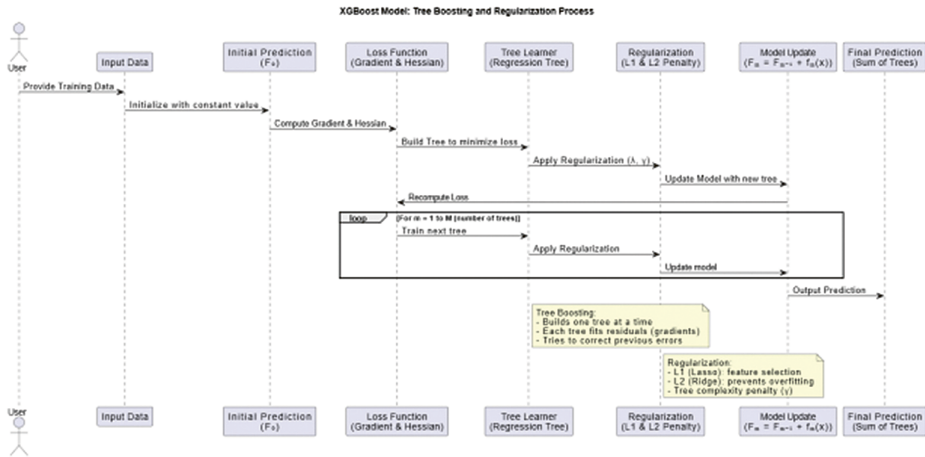 XGBoost Model: Tree Boosting and Regularization Process
User
Input Data
Initial Prediction
(F₀)
Loss Function
(Gradient & Hessian)
Tree Learner
(Regression Tree)
Regularization
(L1 & L2 Penalty)
Model Update
(Fₘ = Fₘ₋₁ + fₘ(x))
Final Prediction
(Sum of Trees)
Provide Training Data
Initialize with constant value
Compute Gradient & Hessian
Build Tree to minimize loss
Apply Regularization (λ, γ)
Update Model with new tree
Recompute Loss
loop [For m = 1 to M (number of trees)]
Train next tree
Apply Regularization
Update model
Output Prediction
Tree Boosting:
- Builds one tree at a time
- Each tree fits residuals (gradients)
- Tries to correct previous errors
Regularization:
- L1 (Lasso): feature selection
- L2 (Ridge): prevents overfitting
- Tree complexity penalty (γ)
User
Input Data
Initial Prediction
(F₀)
Loss Function
(Gradient & Hessian)
Tree Learner
(Regression Tree)
Regularization
(L1 & L2 Penalty)
Model Update
(Fₘ = Fₘ₋₁ + fₘ(x))
Final Prediction
(Sum of Trees)